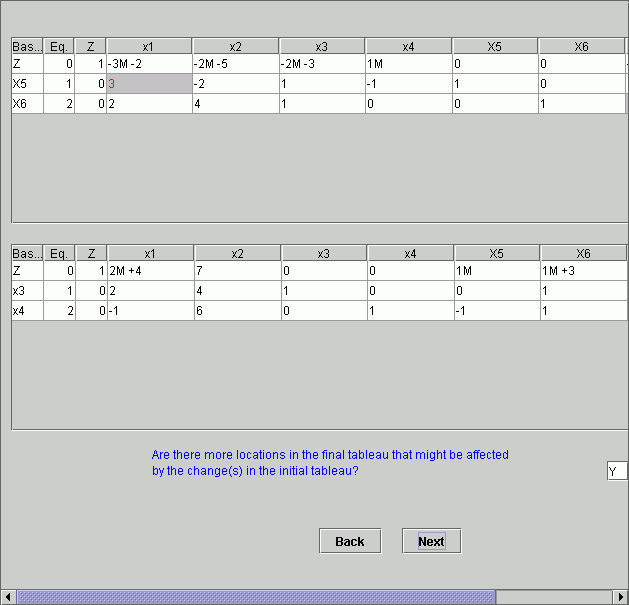 Bas... Eq. Z x1 x2 x3 x4 X5 X6
Z 0 1 -3M -2 -2M -5 -2M -3 1M 0 0 -
X5 1 0 3 -2 1 -1 1 0
X6 2 0 2 4 1 0 0 1
Bas... Eq. Z x1 x2 x3 x4 X5 X6
Z 0 1 2M +4 7 0 0 1M 1M +3
x3 1 0 2 4 1 0 0 1
x4 2 0 -1 6 0 1 -1 1
Are there more locations in the final tableau that might be affected
by the change(s) in the initial tableau? Y
Back Next